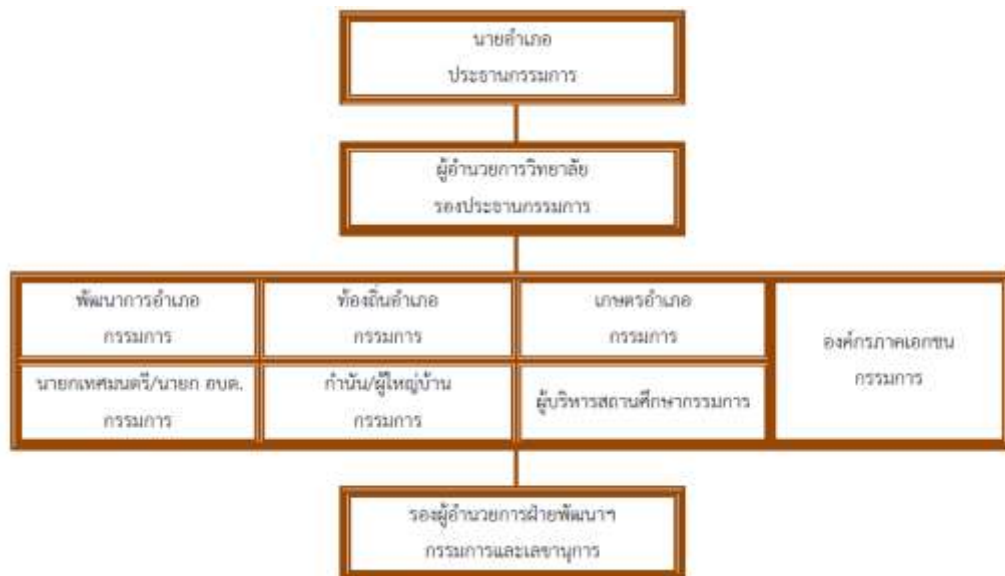 นายอำเภอ
ประธานกรรมการ
ผู้อำนวยการวิทยาลัย
รองประธานกรรมการ
พัฒนาการอำเภอ
กรรมการ
ท้องถิ่นอำเภอ
กรรมการ
เกษตรอำเภอ
กรรมการ
องค์กรภาคเอกชน
กรรมการ
นายกเทศมนตรี/นายก อบต.
กรรมการ
กำนัน/ผู้ใหญ่บ้าน
กรรมการ
ผู้บริหารสถานศึกษากรรมการ
รองผู้อำนวยการฝ่ายพัฒนาฯ
กรรมการและเลขานุการ